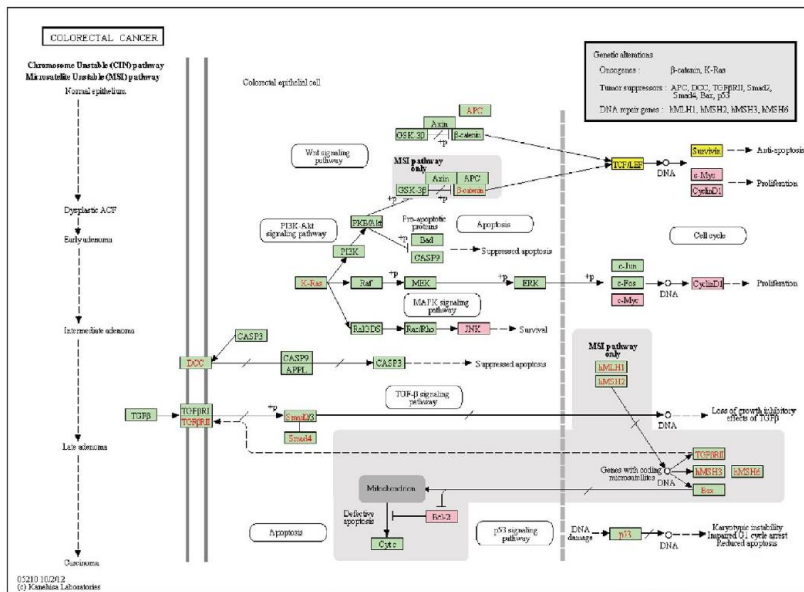 COLORECTAL CANCER
Chromosome Unstable (CIN) pathway
Microsatellite Unstable (MSI) pathway
Normal epithelium
Dysplastic ACF
Early adenoma
Intermediate adenoma
Late adenoma
Carcinoma
Colorectal epithelial cell
Genetic alterations
Oncogenes : β-catenin, K-Ras
Tumor suppressors : APC, DCC, TGFβRII, Smad2,
Smad4, Bax, p53
DNA repair genes : hMLH1, hMSH2, hMSH3, hMSH6
APC
Axin
GSK-3β
β-catenin
+p
Wnt signaling
pathway
MSI pathway
only
Axin
APC
GSK-3β
β-catenin
+p
TCF/LEF
DNA
Survivin
Anti-apoptosis
c-Myc
CyclinD1
Proliferation
+p
PKB/Akt
PI3K-Akt
signaling pathway
PI3K
Pro-apoptotic
proteins
+p
Bad
CASP9
Apoptosis
Suppressed apoptosis
Cell cycle
K-Ras
Raf
+p
MEK
+p
ERK
+p
c-Jun
c-Fos
c-Myc
DNA
CyclinD1
Proliferation
MAPK signaling
pathway
RalGDS
Rac/Rho
JNK
Survival
CASP3
DCC
CASP9
APPL
CASP3
Suppressed apoptosis
MSI pathway
only
hMLH1
hMSH2
TGF-β signaling
pathway
TGFβ
TGFβRI
TGFβRII
+p
Smad2/3
Smad4
DNA
Loss of growth inhibitory
effects of TGFβ
TGFβRII
Genes with coding
microsatellites
DNA
hMSH3
hMSH6
Bax
Mitochondrion
Defective
apoptosis
Bcl-2
CytC
Apoptosis
p53 signaling
pathway
DNA
damage
p53
DNA
Karyotypic instability
Impaired G1 cycle arrest
Reduced apoptosis
05210 10/2/12
(c) Kanehisa Laboratories